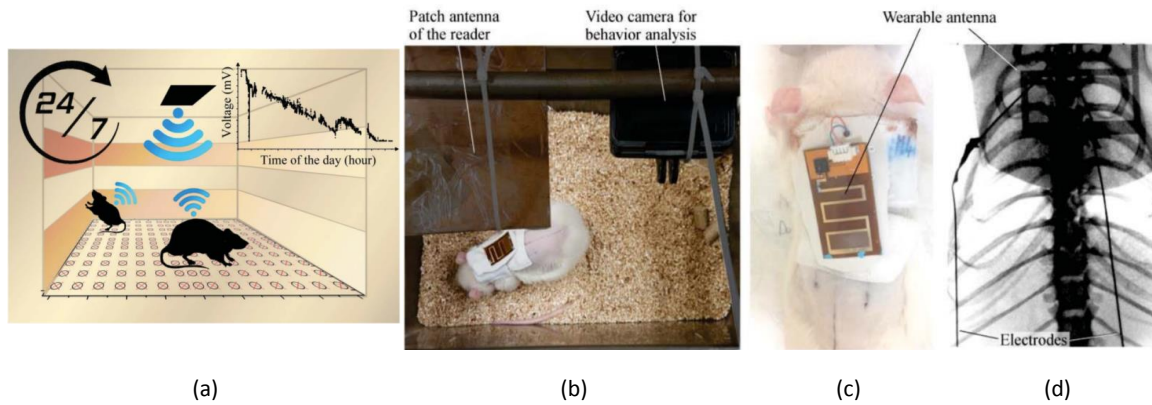 24/7
Voltage (mV)
Time of the day (hour)
Patch antenna
of the reader
Video camera for
behavior analysis
Wearable antenna
Electrodes
(a)
(b)
(c)
(d)